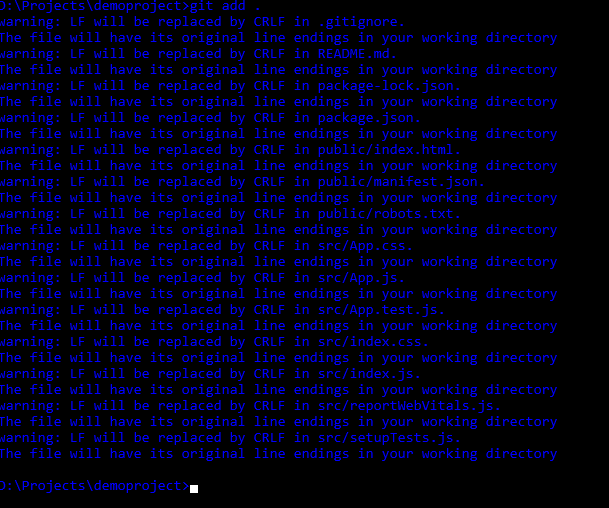 D:\Projects\demoproject>git add .
warning: LF will be replaced by CRLF in .gitignore.
The file will have its original line endings in your working directory
warning: LF will be replaced by CRLF in README.md.
The file will have its original line endings in your working directory
warning: LF will be replaced by CRLF in package-lock.json.
The file will have its original line endings in your working directory
warning: LF will be replaced by CRLF in package.json.
The file will have its original line endings in your working directory
warning: LF will be replaced by CRLF in public/index.html.
The file will have its original line endings in your working directory
warning: LF will be replaced by CRLF in public/manifest.json.
The file will have its original line endings in your working directory
warning: LF will be replaced by CRLF in public/robots.txt.
The file will have its original line endings in your working directory
warning: LF will be replaced by CRLF in src/App.css.
The file will have its original line endings in your working directory
warning: LF will be replaced by CRLF in src/App.js.
The file will have its original line endings in your working directory
warning: LF will be replaced by CRLF in src/App.test.js.
The file will have its original line endings in your working directory
warning: LF will be replaced by CRLF in src/index.css.
The file will have its original line endings in your working directory
warning: LF will be replaced by CRLF in src/index.js.
The file will have its original line endings in your working directory
warning: LF will be replaced by CRLF in src/reportWebVitals.js.
The file will have its original line endings in your working directory
warning: LF will be replaced by CRLF in src/setupTests.js.
The file will have its original line endings in your working directory
D:\Projects\demoproject>